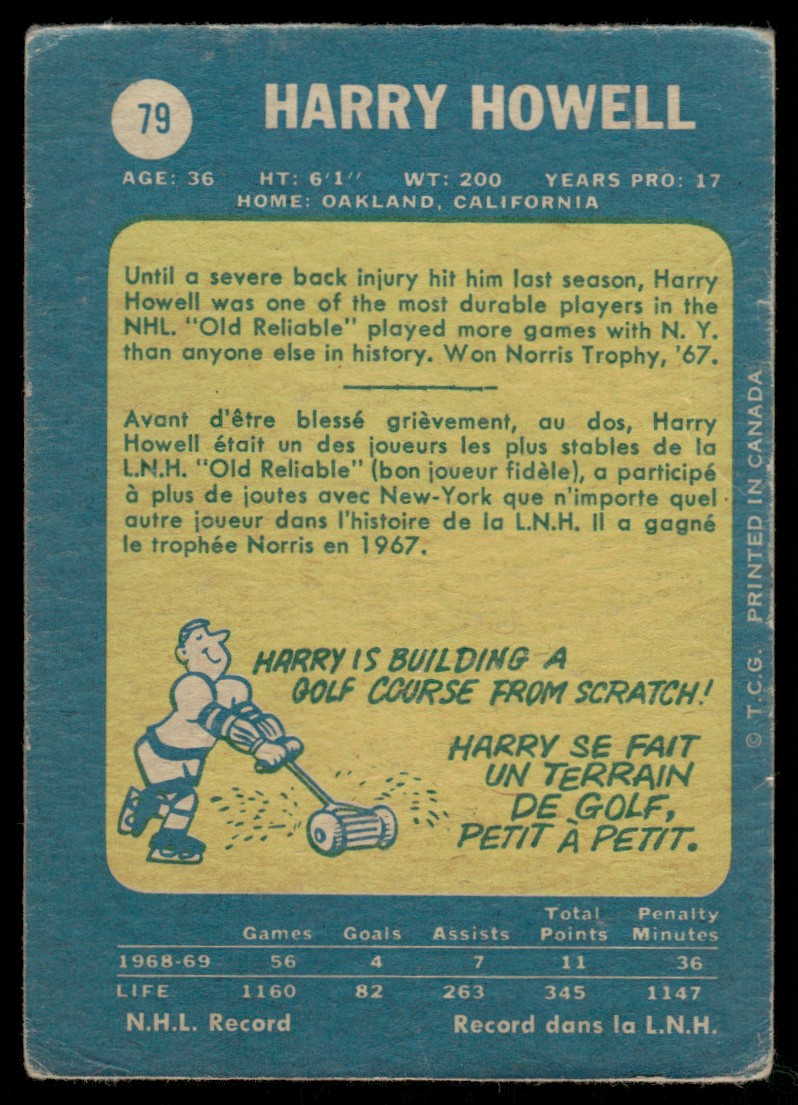 79
HARRY HOWELL
AGE: 36 HT: 6'1'' WT: 200 YEARS PRO: 17
HOME: OAKLAND, CALIFORNIA
Until a severe back injury hit him last season, Harry
Howell was one of the most durable players in the
NHL. "Old Reliable" played more games with N. Y.
than anyone else in history. Won Norris Trophy, '67.
Avant d'être blessé grièvement, au dos, Harry
Howell était un des joueurs les plus stables de la
L.N.H. "Old Reliable" (bon joueur fidèle), a participé
à plus de joutes avec New-York que n'importe quel
autre joueur dans l'histoire de la L.N.H. Il a gagné
le trophée Norris en 1967.
HARRY IS BUILDING A
GOLF COURSE FROM SCRATCH!
HARRY SE FAIT
UN TERRAIN
DE GOLF,
PETIT À PETIT.
© T.C.G. PRINTED IN CANADA
Games Goals Assists Total Points Penalty Minutes
1968-69 56 4 7 11 36
LIFE 1160 82 263 345 1147
N.H.L. Record Record dans la L.N.H.